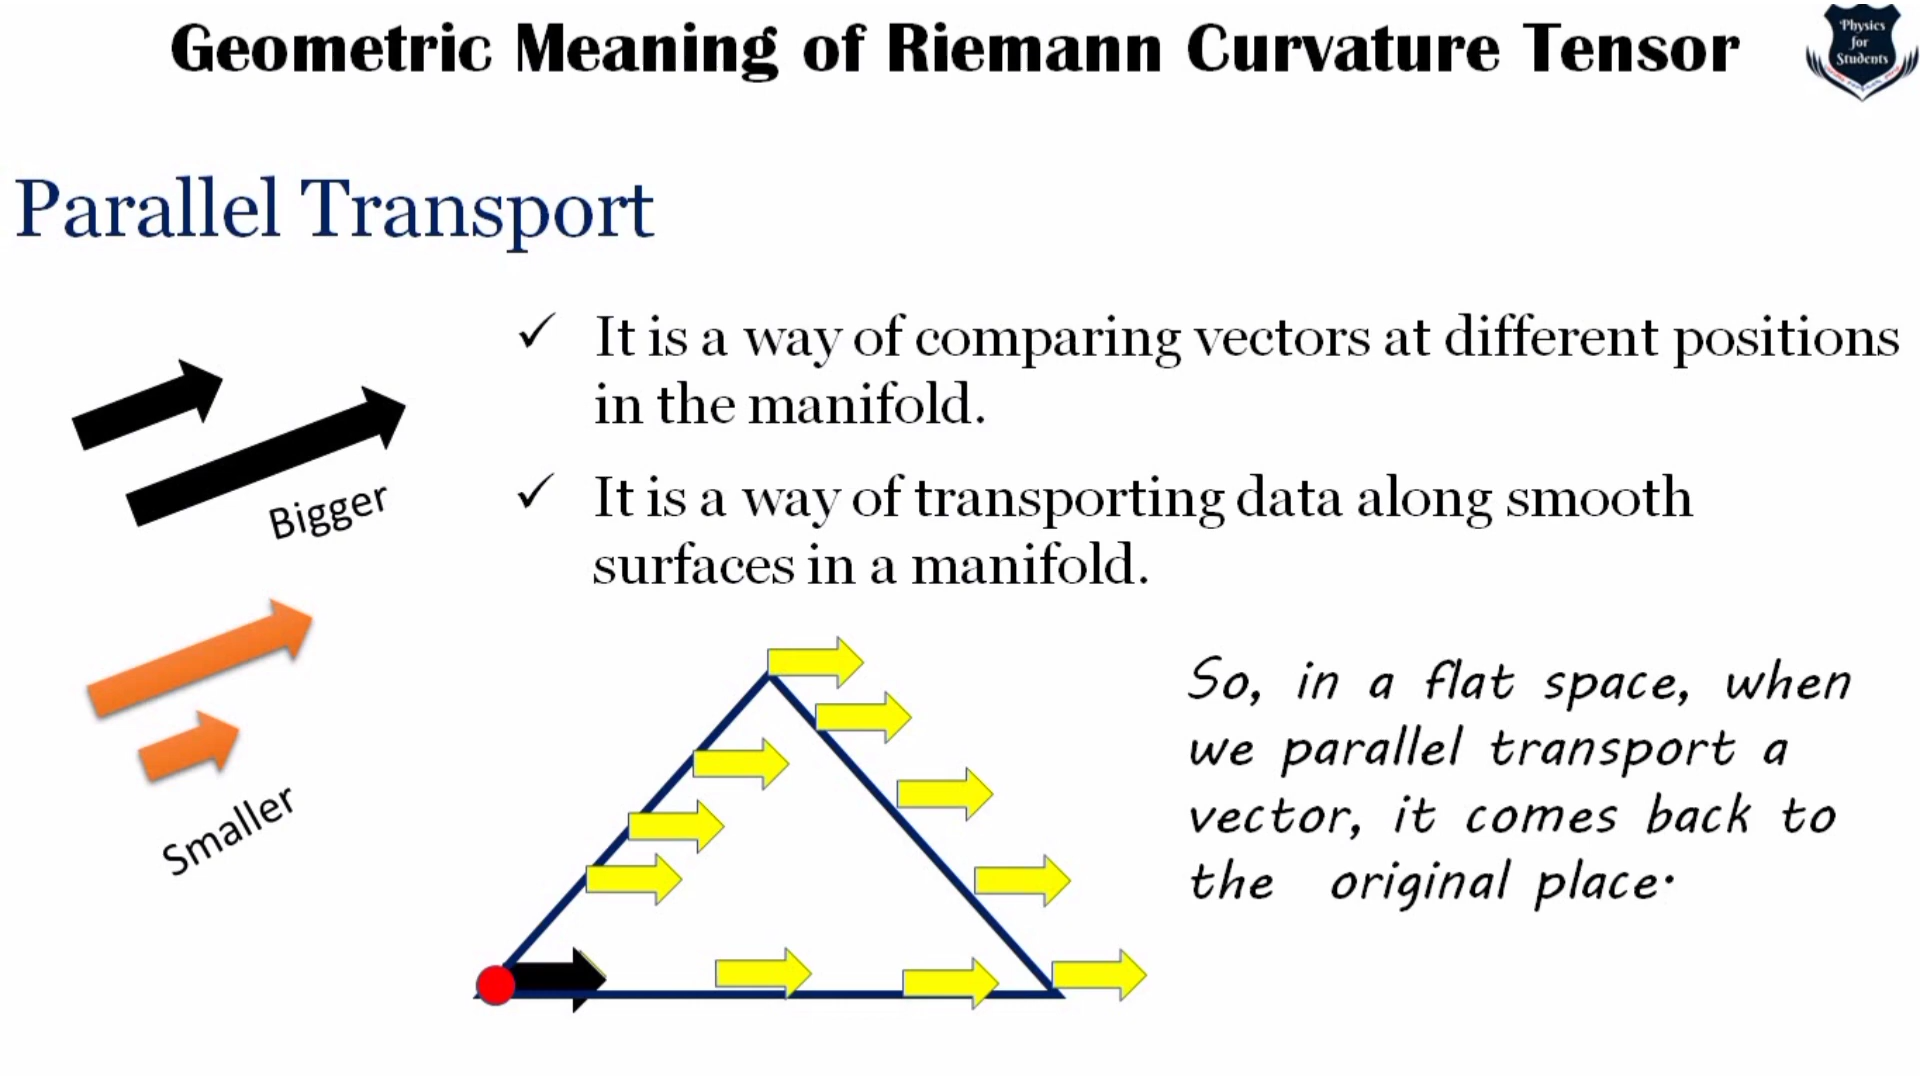 Geometric Meaning of Riemann Curvature Tensor
Physics
for
Students
Parallel Transport
✓ It is a way of comparing vectors at different positions
in the manifold.
Bigger
✓ It is a way of transporting data along smooth
surfaces in a manifold.
Smaller
So, in a flat space, when
we parallel transport a
vector, it comes back to
the original place.